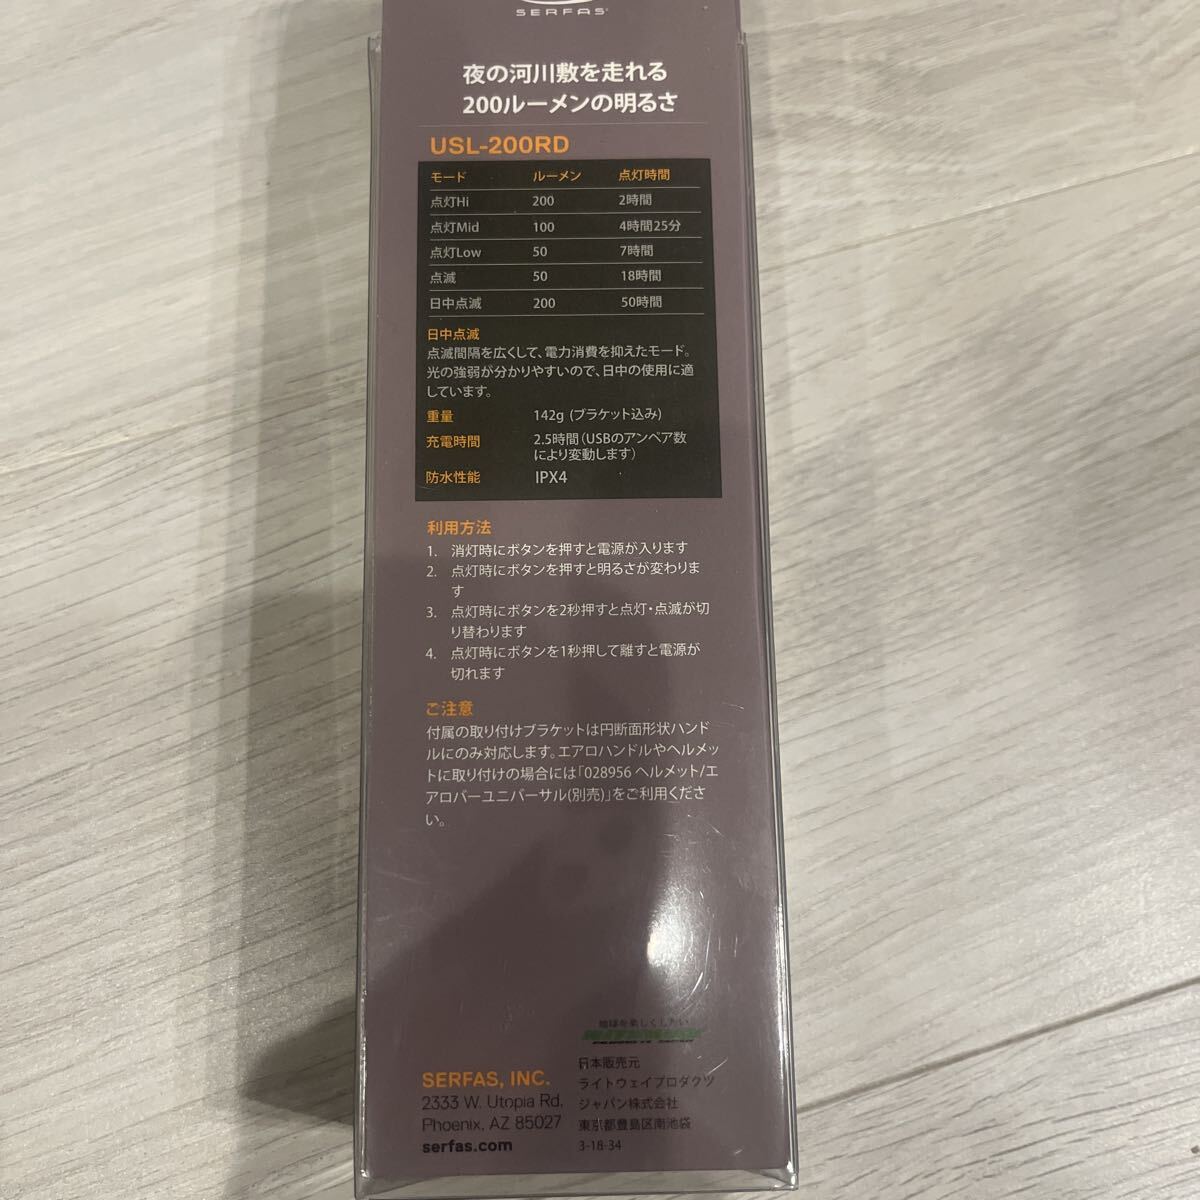 SERFAS
夜の河川敷を走れる
200ルーメンの明るさ
USL-200RD
モード ルーメン 点灯時間
点灯Hi 200 2時間
点灯Mid 100 4時間25分
点灯Low 50 7時間
点滅 50 18時間
日中点滅 200 50時間
日中点滅
点滅間隔を広くして、電力消費を抑えたモード。
光の強弱が分かりやすいので、日中の使用に適
しています。
重量 142g (ブラケット込み)
充電時間 2.5時間(USBのアンペア数
により変動します)
防水性能 IPX4
利用方法
1. 消灯時にボタンを押すと電源が入ります
2. 点灯時にボタンを押すと明るさが変わりま
す
3. 点灯時にボタンを2秒押すと点灯・点滅が切
り替わります
4. 点灯時にボタンを1秒押して離すと電源が
切れます
ご注意
付属の取り付けブラケットは円断面形状ハンド
ルにのみ対応します。エアロハンドルやヘルメッ
トに取り付けの場合には「028956 ヘルメット/エ
アロバーユニバーサル(別売)」をご利用くださ
い。
地球を楽しくしたい
日本販売元
ライトウェイプロダクツ
ジャパン株式会社
東京都豊島区南池袋
3-18-34
SERFAS, INC.
2333 W. Utopia Rd.
Phoenix, AZ 85027
serfas.com